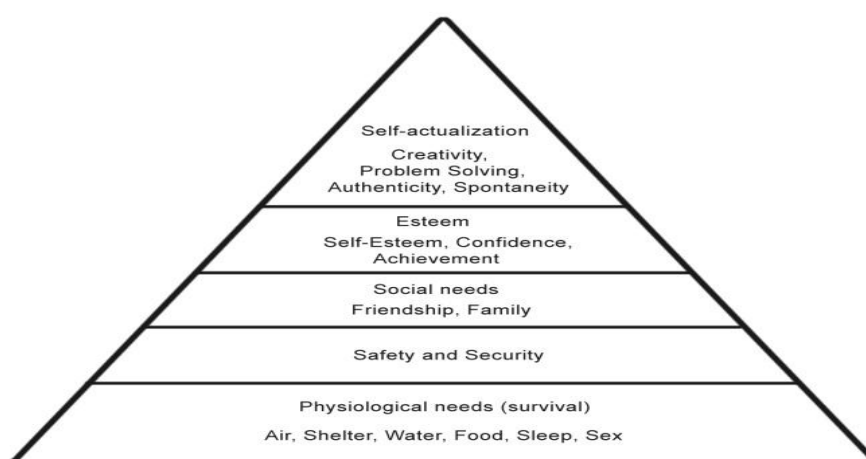 Self-actualization
Creativity,
Problem Solving,
Authenticity, Spontaneity
Esteem
Self-Esteem, Confidence,
Achievement
Social needs
Friendship, Family
Safety and Security
Physiological needs (survival)
Air, Shelter, Water, Food, Sleep, Sex